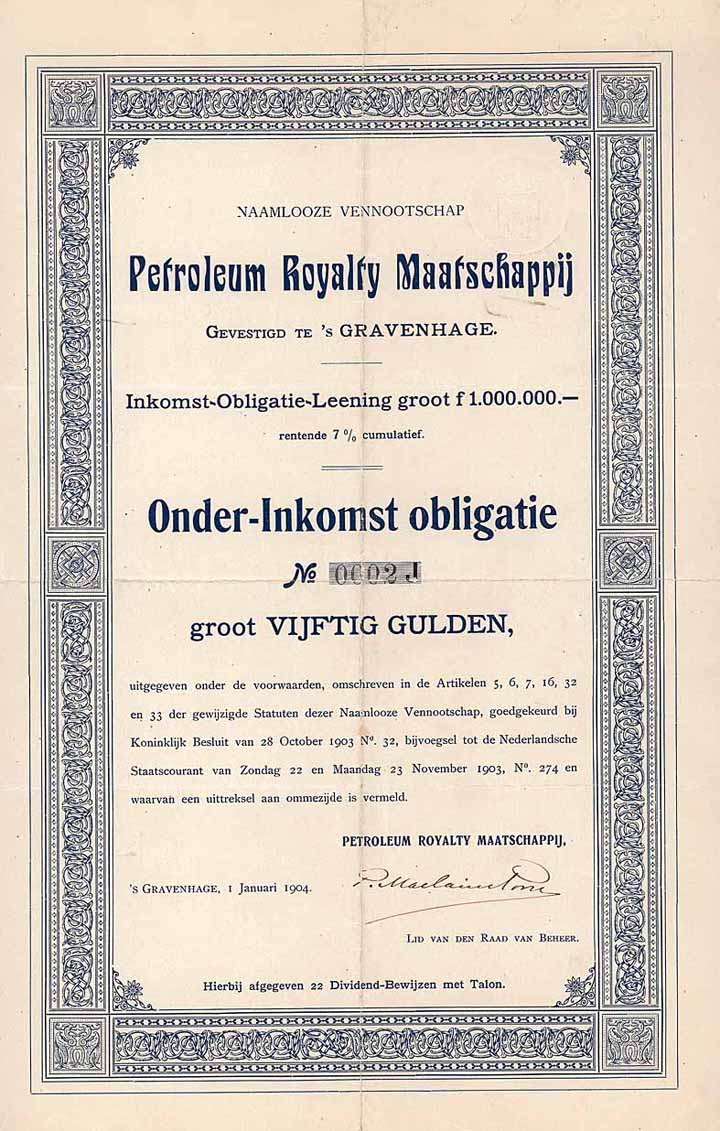 NAAMLOOZE VENNOOTSCHAP
Petroleum Royalty Maatschappij
GEVESTIGD TE 's GRAVENHAGE.
Inkomst-Obligatie-Leening groot f 1.000.000.—
rentende 7 % cumulatief.
Onder-Inkomst obligatie
No 0002 J
groot VIJFTIG GULDEN,
uitgegeven onder de voorwaarden, omschreven in de Artikelen 5, 6, 7, 16, 32
en 33 der gewijzigde Statuten dezer Naamlooze Vennootschap, goedgekeurd bij
Koninklijk Besluit van 28 October 1903 No. 32, bijvoegsel tot de Nederlandsche
Staatscourant van Zondag 22 en Maandag 23 November 1903, No. 274 en
waarvan een uittreksel aan ommezijde is vermeld.
PETROLEUM ROYALTY MAATSCHAPPIJ,
'S GRAVENHAGE, 1 Januari 1904.
LID VAN DEN RAAD VAN BEHEER.
Hierbij afgegeven 22 Dividend-Bewijzen met Talon.